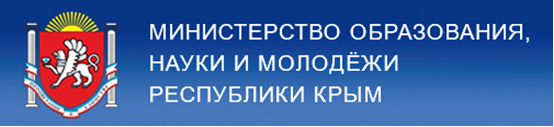 МИНИСТЕРСТВО ОБРАЗОВАНИЯ,
НАУКИ И МОЛОДЁЖИ
РЕСПУБЛИКИ КРЫМ